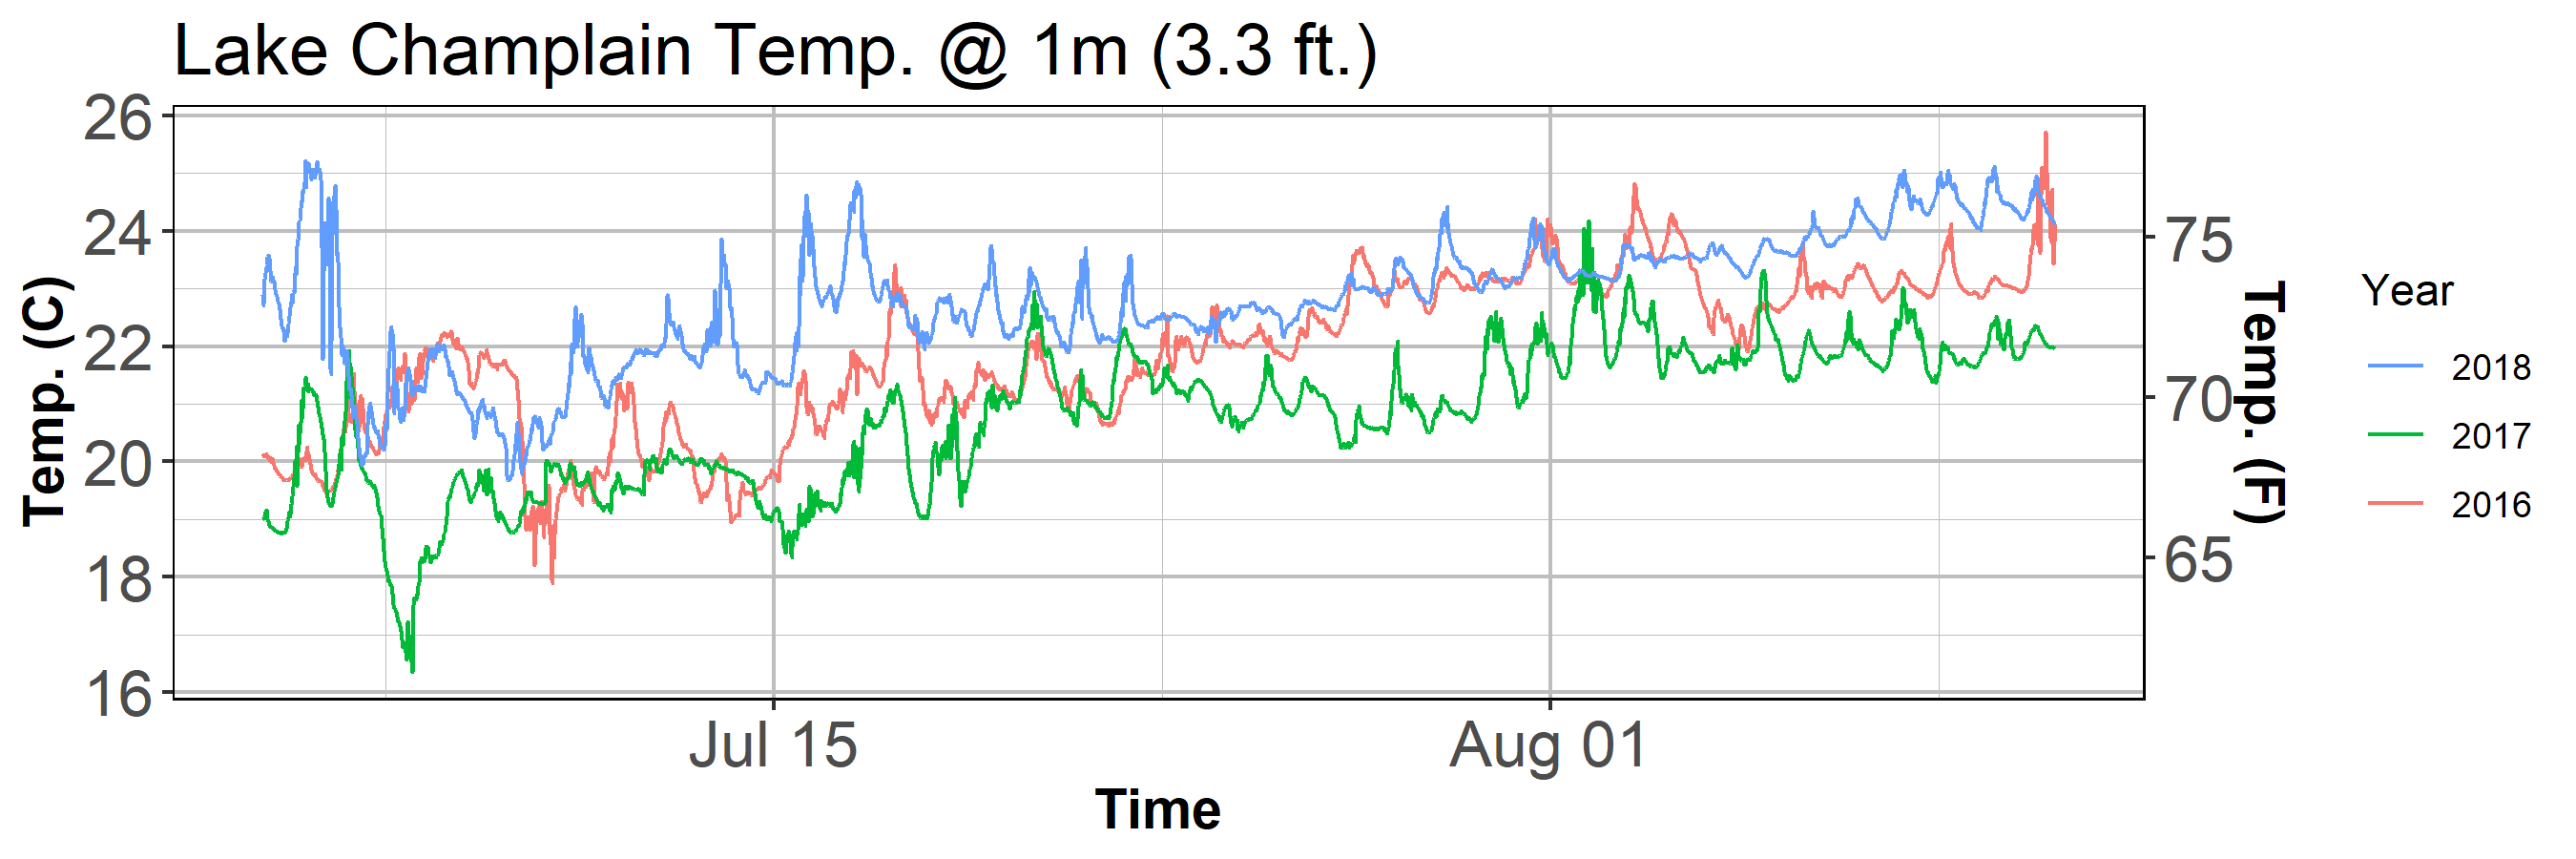 Lake Champlain Temp. @ 1m (3.3 ft.)
26
24
22
20
18
16
Temp. (C)
75
70
65
Temp. (F)
Jul 15
Aug 01
Time
Year
2018
2017
2016